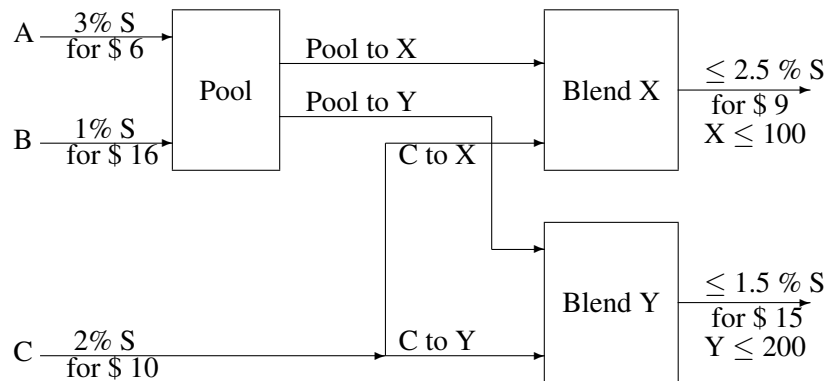 A
3% S
for $ 6
B
1% S
for $ 16
Pool
Pool to X
Pool to Y
C to X
Blend X
≤ 2.5 % S
for $ 9
X ≤ 100
C
2% S
for $ 10
C to Y
Blend Y
≤ 1.5 % S
for $ 15
Y ≤ 200